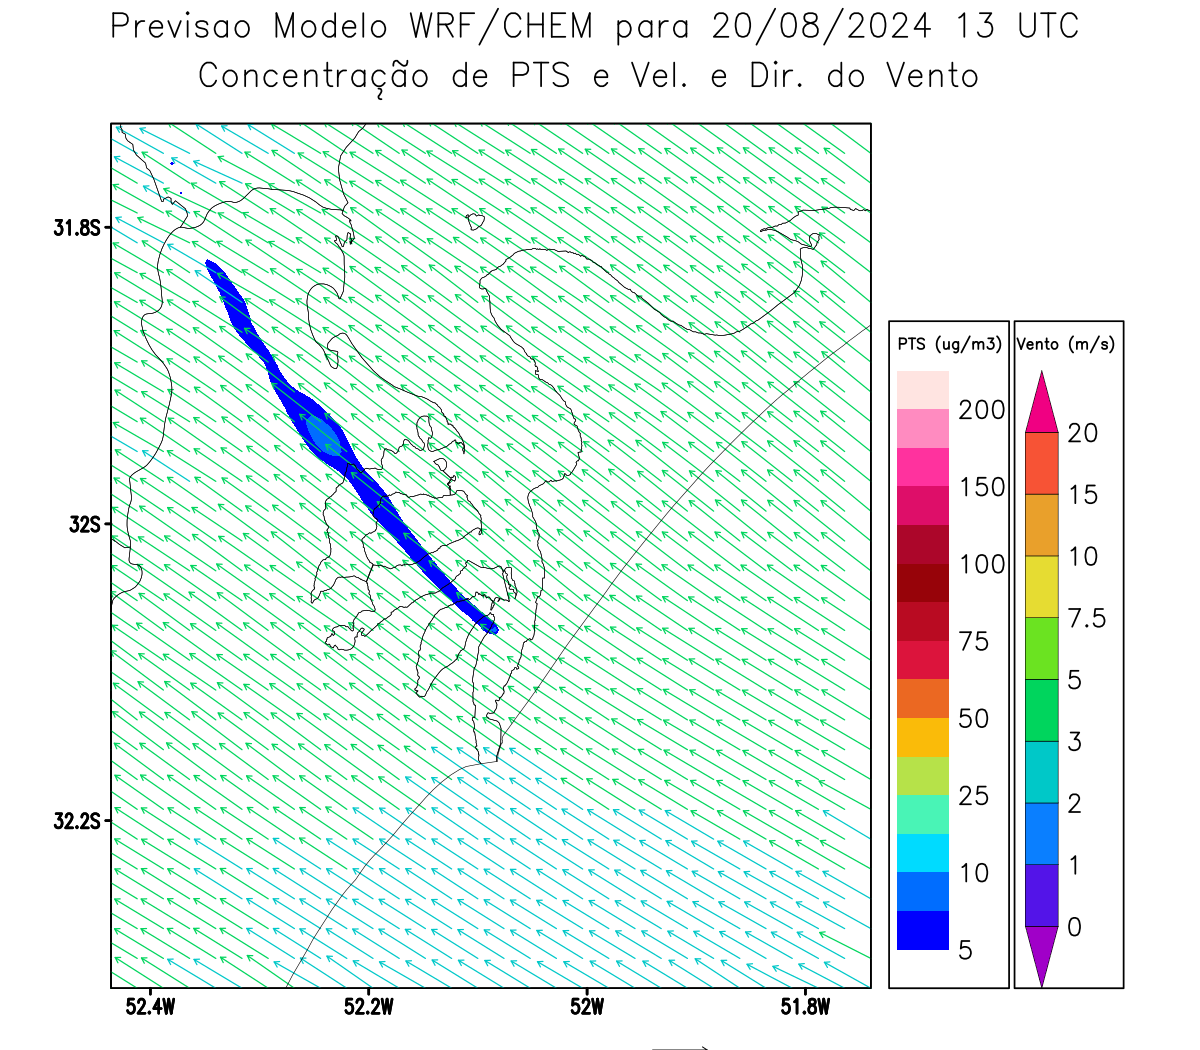 Previsao Modelo WRF/CHEM para 20/08/2024 13 UTC
Concentração de PTS e Vel. e Dir. do Vento
31.8S
32S
32.2S
52.4W 52.2W 52W 51.8W
PTS (ug/m3)
200
150
100
75
50
25
10
5
Vento (m/s)
20
15
10
7.5
5
3
2
1
0